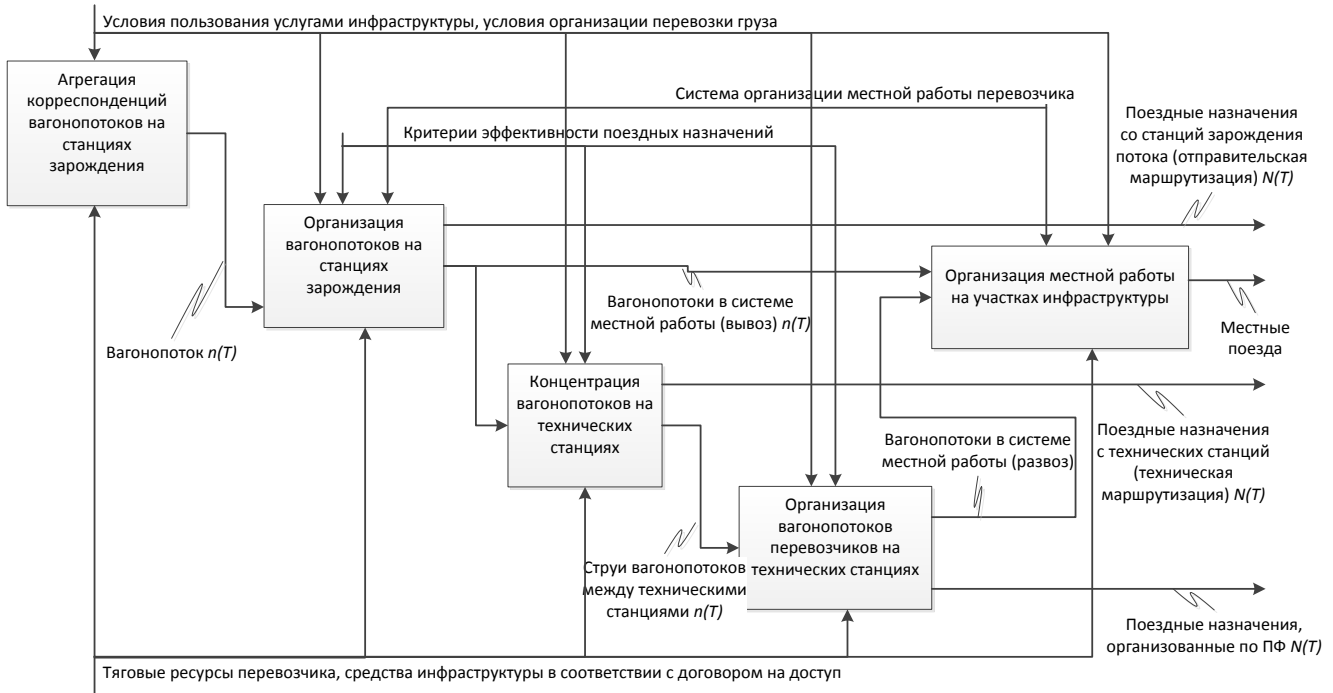 Условия пользования услугами инфраструктуры, условия организации перевозки груза
Агрегация
корреспонденций
вагонопотоков на
станциях
зарождения
Система организации местной работы перевозчика
Критерии эффективности поездных назначений
Поездные назначения
со станций зарождения
потока (отправительская
маршрутизация) N(T)
Организация
вагонопотоков на
станциях
зарождения
Организация местной работы
на участках инфраструктуры
Вагонопотоки в системе
местной работы (вывоз) n(T)
Местные
поезда
Вагонопоток n(T)
Концентрация
вагонопотоков на
технических
станциях
Вагонопотоки в системе
местной работы (развоз)
Поездные назначения
с технических станций
(техническая
маршрутизация) N(T)
Организация
вагонопотоков
перевозчиков на
технических станциях
Струи вагонопотоков
между техническими
станциями n(T)
Поездные назначения,
организованные по ПФ N(T)
Тяговые ресурсы перевозчика, средства инфраструктуры в соответствии с договором на доступ